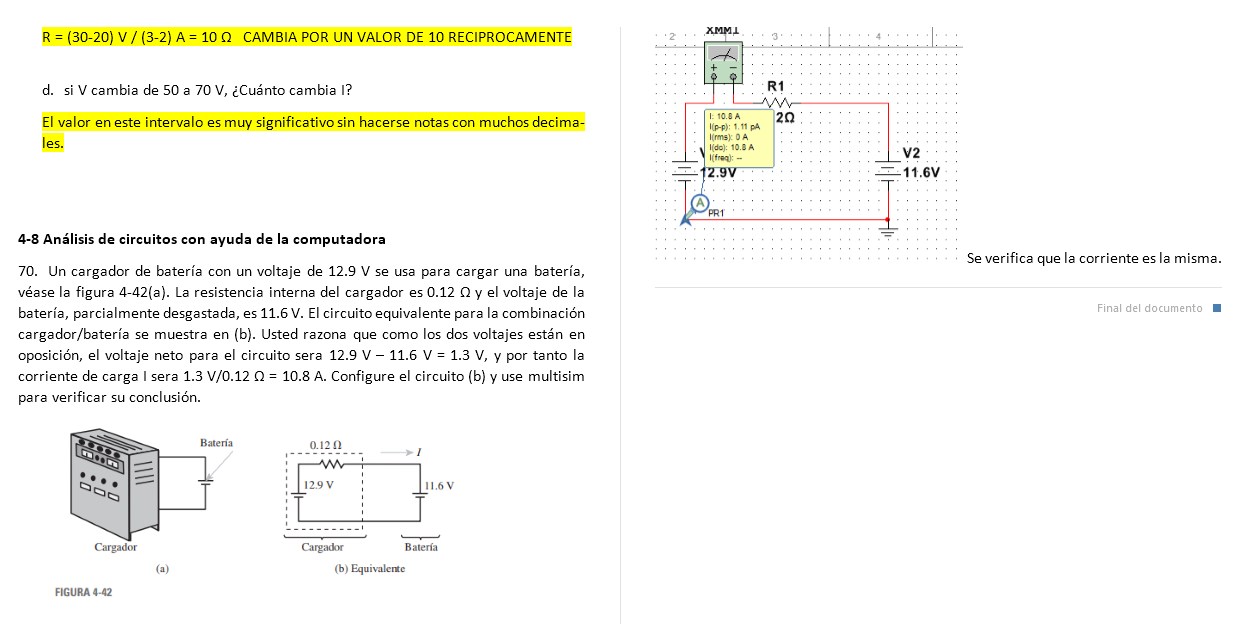 R = (30-20) V / (3-2) A = 10 Ω CAMBIA POR UN VALOR DE 10 RECIPROCAMENTE
d. si V cambia de 50 a 70 V, ¿Cuánto cambia I?
El valor en este intervalo es muy significativo sin hacerse notas con muchos decima-
les.
4-8 Análisis de circuitos con ayuda de la computadora
70. Un cargador de batería con un voltaje de 12.9 V se usa para cargar una batería,
véase la figura 4-42(a). La resistencia interna del cargador es 0.12 Ω y el voltaje de la
batería, parcialmente desgastada, es 11.6 V. El circuito equivalente para la combinación
cargador/batería se muestra en (b). Usted razona que como los dos voltajes están en
oposición, el voltaje neto para el circuito sera 12.9 V – 11.6 V = 1.3 V, y por tanto la
corriente de carga I sera 1.3 V/0.12 Ω = 10.8 A. Configure el circuito (b) y use multisim
para verificar su conclusión.
Batería
Cargador
(a)
0.12 Ω
I
12.9 V
11.6 V
Cargador
Batería
(b) Equivalente
FIGURA 4-42
2
3
4
XMM1
R1
2Ω
I: 10.8 A
I(p-p): 1.11 pA
I(rms): 0 A
I(dc): 10.8 A
I(freq): --
12.9V
A
PR1
V2
11.6V
Se verifica que la corriente es la misma.
Final del documento